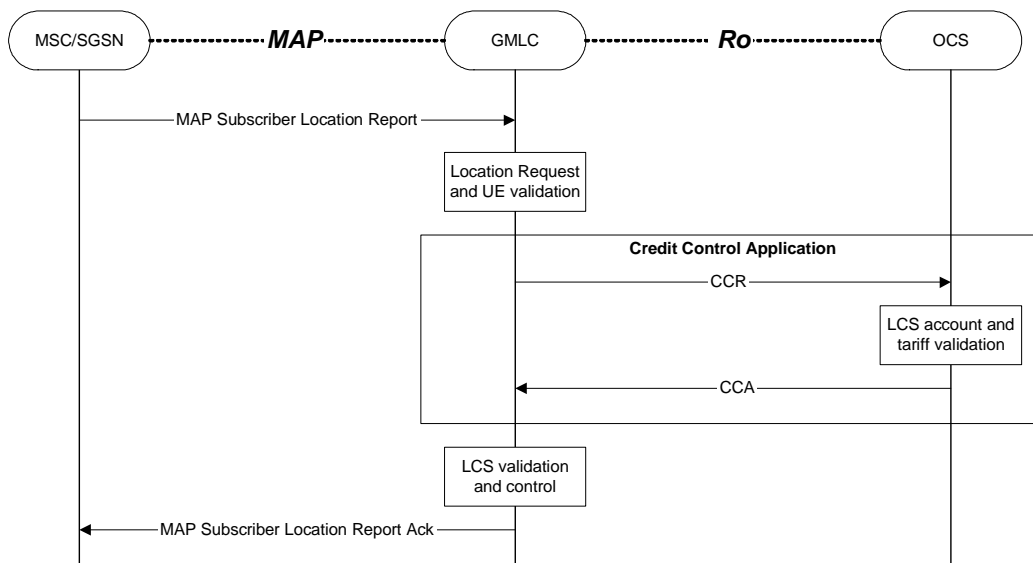 MSC/SGSN
MAP
GMLC
Ro
OCS
MAP Subscriber Location Report
Location Request
and UE validation
Credit Control Application
CCR
LCS account and
tariff validation
CCA
LCS validation
and control
MAP Subscriber Location Report Ack